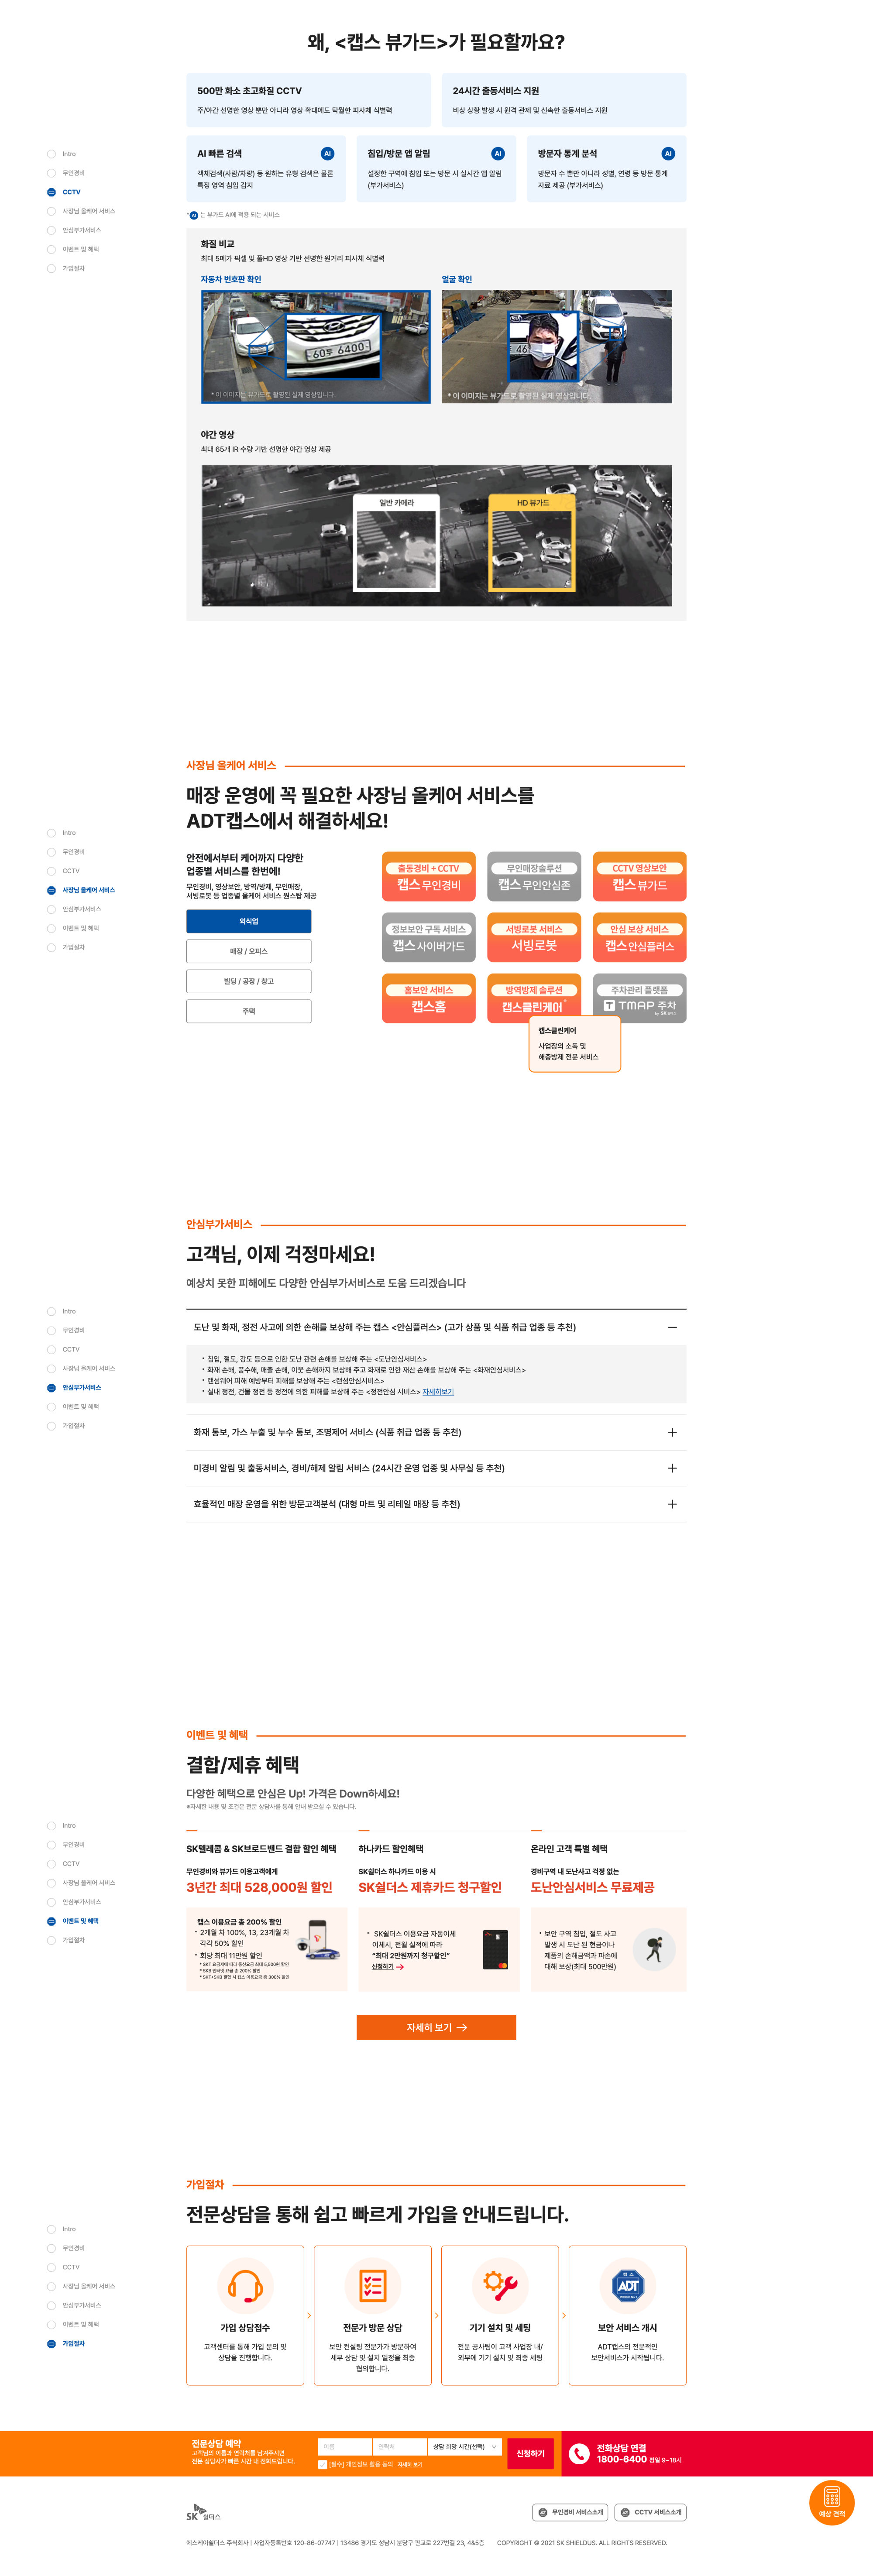 왜, <캡스 뷰가드>가 필요할까요?
500만 화소 초고화질 CCTV
주/야간 선명한 영상 뿐만 아니라 영상 확대에도 탁월한 피사체 식별력
24시간 출동서비스 지원
비상 상황 발생 시 원격 관제 및 신속한 출동서비스 지원
Intro
무인경비
CCTV
사장님 올케어 서비스
안심부가서비스
이벤트 및 혜택
가입절차
AI 빠른 검색
AI
객체검색(사람/차량) 등 원하는 유형 검색은 물론
특정 영역 침입 감지
침입/방문 앱 알림
AI
설정한 구역에 침입 또는 방문 시 실시간 앱 알림
(부가서비스)
방문자 통계 분석
AI
방문자 수 뿐만 아니라 성별, 연령 등 방문 통계
자료 제공 (부가서비스)
* AI 는 뷰가드 AI에 적용 되는 서비스
화질 비교
최대 5메가 픽셀 및 풀HD 영상 기반 선명한 원거리 피사체 식별력
자동차 번호판 확인
60두 6400
* 이 이미지는 뷰가드로 촬영된 실제 영상입니다.
얼굴 확인
46
* 이 이미지는 뷰가드로 촬영된 실제 영상입니다.
야간 영상
최대 65개 IR 수량 기반 선명한 야간 영상 제공
일반 카메라
HD 뷰가드
사장님 올케어 서비스
매장 운영에 꼭 필요한 사장님 올케어 서비스를
ADT캡스에서 해결하세요!
Intro
무인경비
CCTV
사장님 올케어 서비스
안심부가서비스
이벤트 및 혜택
가입절차
안전에서부터 케어까지 다양한
업종별 서비스를 한번에!
무인경비, 영상보안, 방역/방제, 무인매장,
서빙로봇 등 업종별 올케어 서비스 원스탑 제공
외식업
매장 / 오피스
빌딩 / 공장 / 창고
주택
출동경비 + CCTV
캡스 무인경비
무인매장솔루션
캡스 무인안심존
CCTV 영상보안
캡스 뷰가드
정보보안 구독 서비스
캡스 사이버가드
서빙로봇 서비스
서빙로봇
안심 보상 서비스
캡스 안심플러스
홈보안 서비스
캡스홈
방역방제 솔루션
캡스클린케어
주차관리 플랫폼
T TMAP 주차
캡스클린케어
사업장의 소독 및
해충방제 전문 서비스
안심부가서비스
고객님, 이제 걱정마세요!
예상치 못한 피해에도 다양한 안심부가서비스로 도움 드리겠습니다
Intro
무인경비
CCTV
사장님 올케어 서비스
안심부가서비스
이벤트 및 혜택
가입절차
도난 및 화재, 정전 사고에 의한 손해를 보상해 주는 캡스 <안심플러스> (고가 상품 및 식품 취급 업종 등 추천)
· 침입, 절도, 강도 등으로 인한 도난 관련 손해를 보상해 주는 <도난안심서비스>
· 화재 손해, 풍수해, 매출 손해, 이웃 손해까지 보상해 주고 화재로 인한 재산 손해를 보상해 주는 <화재안심서비스>
· 랜섬웨어 피해 예방부터 피해를 보상해 주는 <랜섬안심서비스>
· 실내 정전, 건물 정전 등 정전에 의한 피해를 보상해 주는 <정전안심 서비스> 자세히보기
화재 통보, 가스 누출 및 누수 통보, 조명제어 서비스 (식품 취급 업종 등 추천)
미경비 알림 및 출동서비스, 경비/해제 알림 서비스 (24시간 운영 업종 및 사무실 등 추천)
효율적인 매장 운영을 위한 방문고객분석 (대형 마트 및 리테일 매장 등 추천)
이벤트 및 혜택
결합/제휴 혜택
다양한 혜택으로 안심은 Up! 가격은 Down하세요!
※자세한 내용 및 조건은 전문 상담사를 통해 안내 받으실 수 있습니다.
Intro
무인경비
CCTV
사장님 올케어 서비스
안심부가서비스
이벤트 및 혜택
가입절차
SK텔레콤 & SK브로드밴드 결합 할인 혜택
무인경비와 뷰가드 이용고객에게
3년간 최대 528,000원 할인
캡스 이용요금 총 200% 할인
· 2개월 차 100%, 13, 23개월 차
각각 50% 할인
· 회당 최대 11만원 할인
* SKT 요금제에 따라 통신요금 최대 5,500원 할인
* SKB 인터넷 요금 총 200% 할인
* SKT+SKB 결합 시 캡스 이용요금 총 300% 할인
하나카드 할인혜택
SK쉴더스 하나카드 이용 시
SK쉴더스 제휴카드 청구할인
· SK쉴더스 이용요금 자동이체
이체시, 전월 실적에 따라
"최대 2만원까지 청구할인"
신청하기
온라인 고객 특별 혜택
경비구역 내 도난사고 걱정 없는
도난안심서비스 무료제공
· 보안 구역 침입, 절도 사고
발생 시 도난 된 현금이나
제품의 손해금액과 파손에
대해 보상(최대 500만원)
자세히 보기
가입절차
전문상담을 통해 쉽고 빠르게 가입을 안내드립니다.
Intro
무인경비
CCTV
사장님 올케어 서비스
안심부가서비스
이벤트 및 혜택
가입절차
가입 상담접수
고객센터를 통해 가입 문의 및
상담을 진행합니다.
전문가 방문 상담
보안 컨설팅 전문가가 방문하여
세부 상담 및 설치 일정을 최종
협의합니다.
기기 설치 및 세팅
전문 공사팀이 고객 사업장 내/
외부에 기기 설치 및 최종 세팅
캡스
ADT
보안 서비스 개시
ADT캡스의 전문적인
보안서비스가 시작됩니다.
전문상담 예약
고객님의 이름과 연락처를 남겨주시면
전문 상담사가 빠른 시간 내 전화드립니다.
이름
연락처
상담 희망 시간(선택)
[필수] 개인정보 활용 동의 자세히 보기
신청하기
전화상담 연결
1800-6400 평일 9~18시
예상 견적
SK 쉴더스
무인경비 서비스소개
CCTV 서비스소개
에스케이쉴더스 주식회사 | 사업자등록번호 120-86-07747 | 13486 경기도 성남시 분당구 판교로 227번길 23, 4&5층 COPYRIGHT © 2021 SK SHIELDUS. ALL RIGHTS RESERVED.